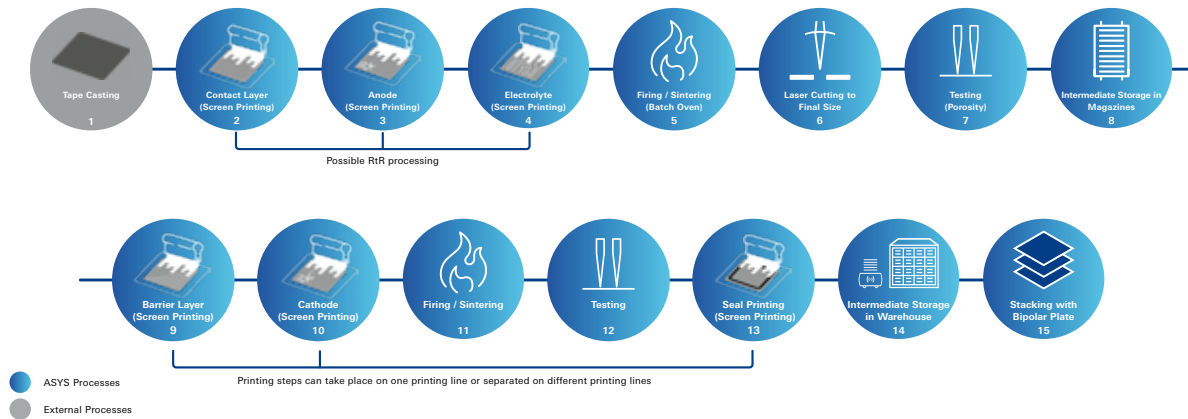 Tape Casting
1
Contact Layer
(Screen Printing)
2
Anode
(Screen Printing)
3
Electrolyte
(Screen Printing)
4
Firing / Sintering
(Batch Oven)
5
Laser Cutting to
Final Size
6
Testing
(Porosity)
7
Intermediate Storage in
Magazines
8
Possible RtR processing
Barrier Layer
(Screen Printing)
9
Cathode
(Screen Printing)
10
Firing / Sintering
11
Testing
12
Seal Printing
(Screen Printing)
13
Intermediate Storage
in Warehouse
14
Stacking with
Bipolar Plate
15
Printing steps can take place on one printing line or separated on different printing lines
ASYS Processes
External Processes